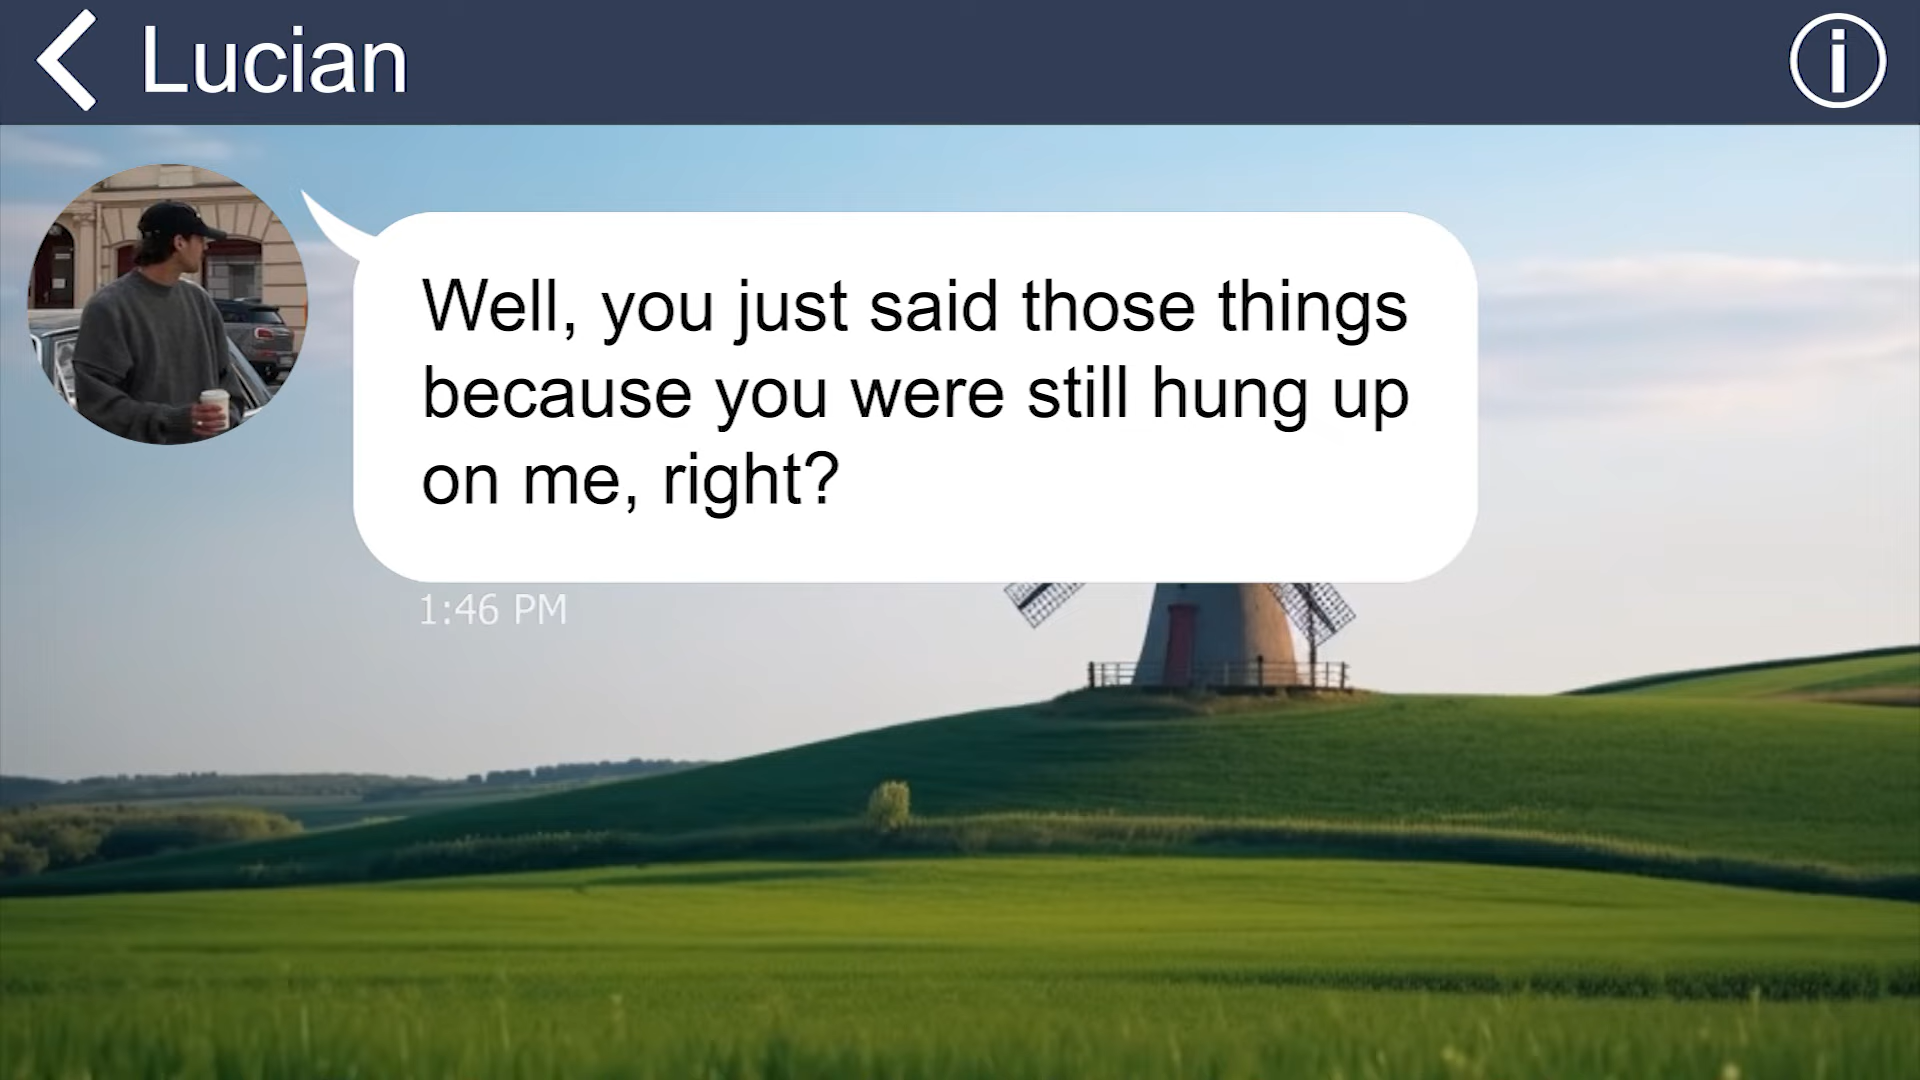 Lucian
Well, you just said those things
because you were still hung up
on me, right?
1:46 PM